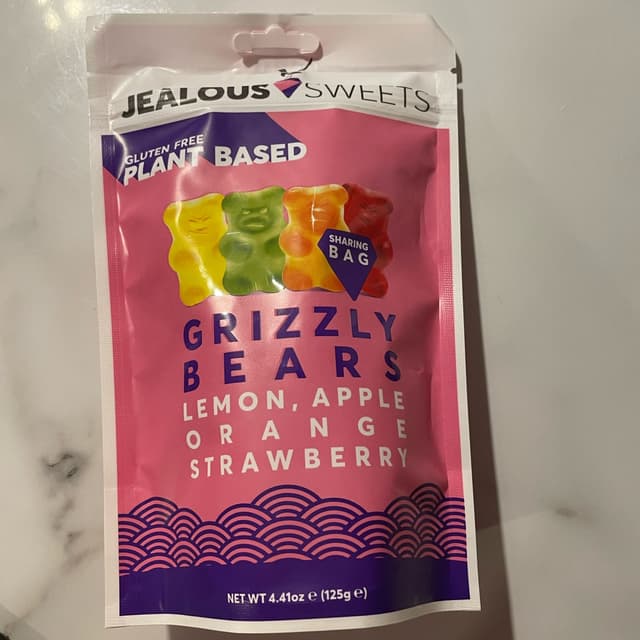 JEALOUS SWEETS
GLUTEN FREE
PLANT BASED
SHARING
BAG
GRIZZLY
BEARS
LEMON, APPLE
ORANGE
STRAWBERRY
NET WT 4.41oz ℮ (125g ℮)